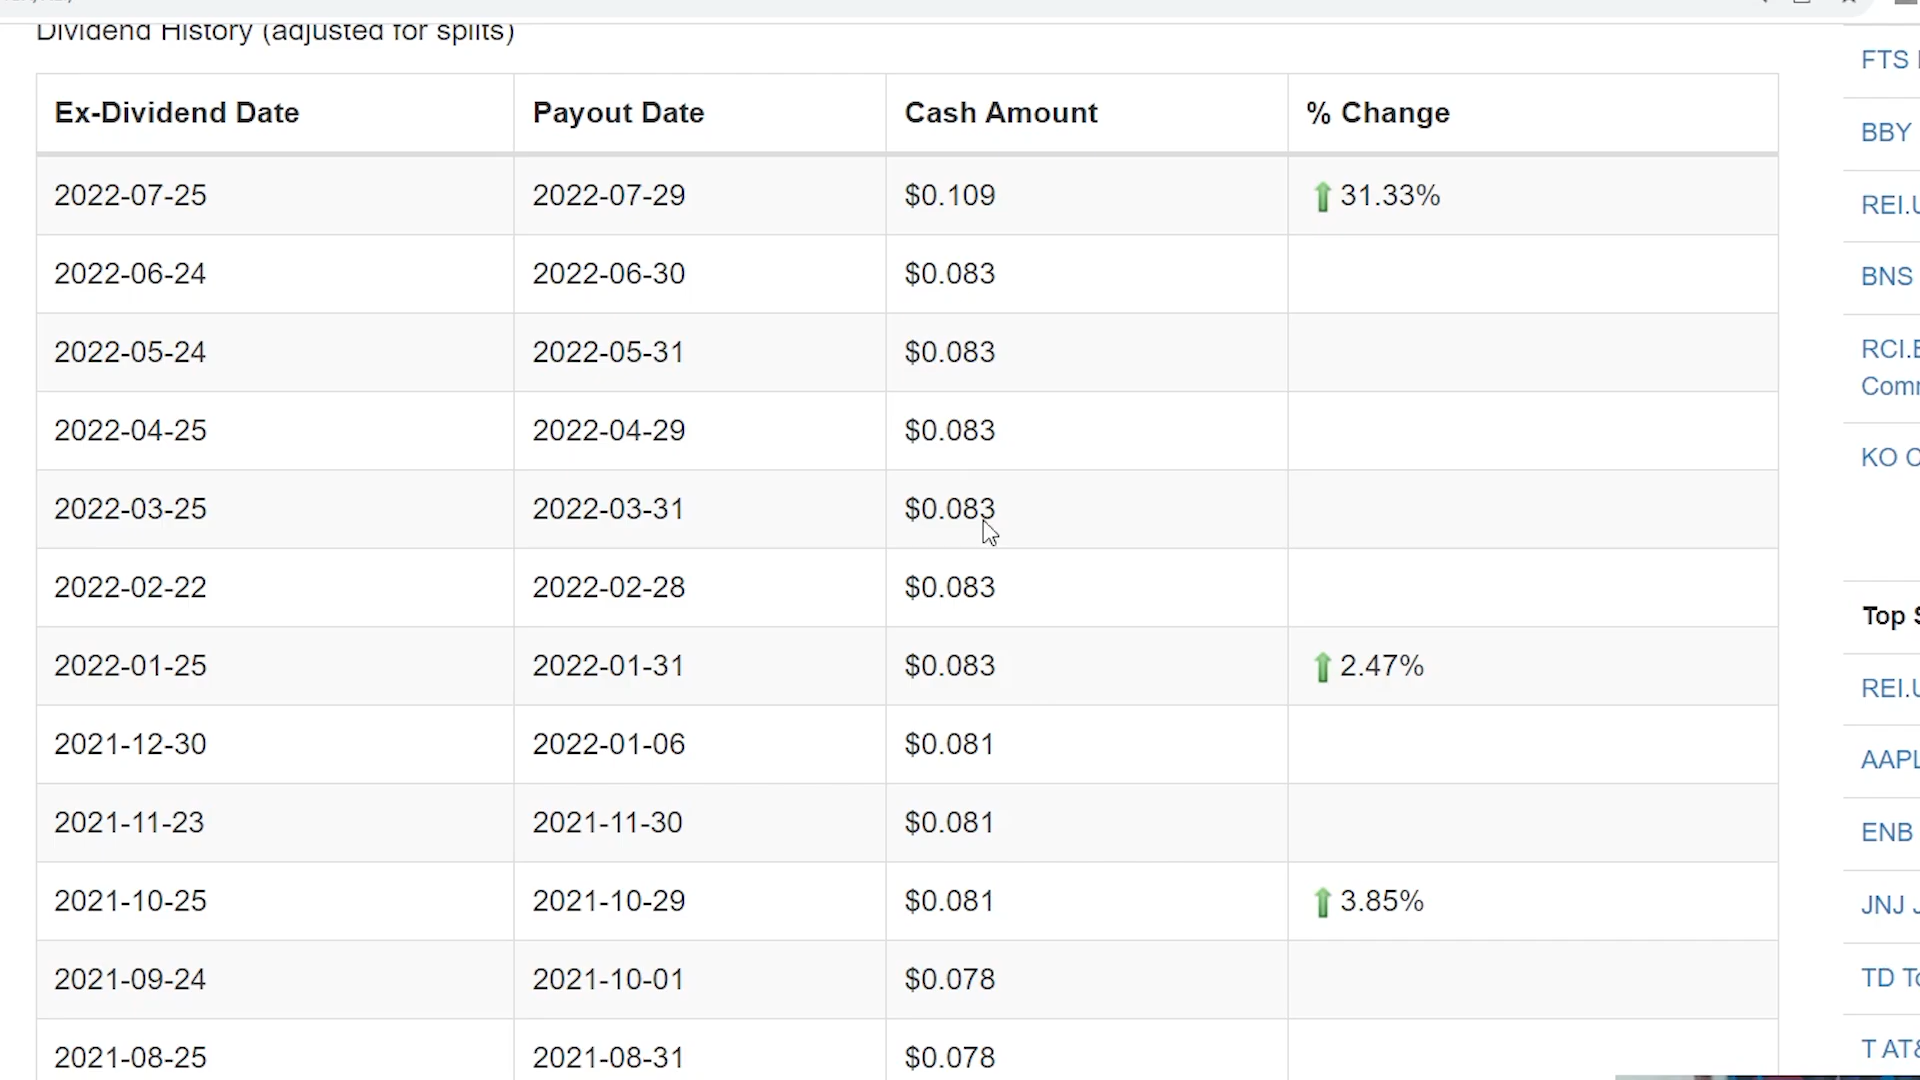 Dividend History (adjusted for splits)
Ex-Dividend Date Payout Date Cash Amount % Change
2022-07-25 2022-07-29 $0.109 31.33%
2022-06-24 2022-06-30 $0.083
2022-05-24 2022-05-31 $0.083
2022-04-25 2022-04-29 $0.083
2022-03-25 2022-03-31 $0.083
2022-02-22 2022-02-28 $0.083
2022-01-25 2022-01-31 $0.083 2.47%
2021-12-30 2022-01-06 $0.081
2021-11-23 2021-11-30 $0.081
2021-10-25 2021-10-29 $0.081 3.85%
2021-09-24 2021-10-01 $0.078
2021-08-25 2021-08-31 $0.078
FTS
BBY
REI.U
BNS
RCI.
Com
KO
Top
REI.U
AAPL
ENB
JNJ
TD
T AT&